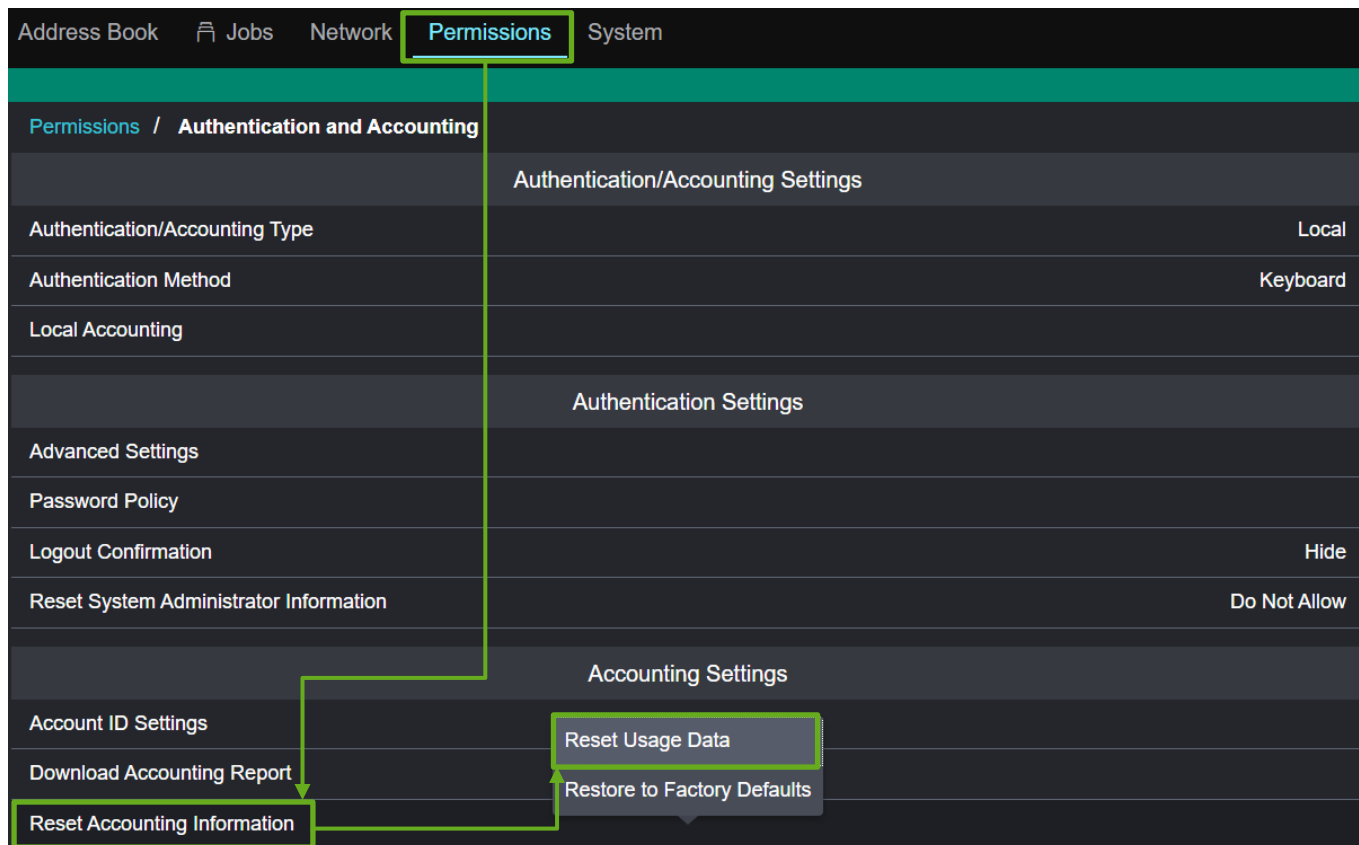 Address Book Jobs Network Permissions System
Permissions / Authentication and Accounting
Authentication/Accounting Settings
Authentication/Accounting Type Local
Authentication Method Keyboard
Local Accounting
Authentication Settings
Advanced Settings
Password Policy
Logout Confirmation Hide
Reset System Administrator Information Do Not Allow
Accounting Settings
Account ID Settings
Reset Usage Data
Download Accounting Report
Restore to Factory Defaults
Reset Accounting Information